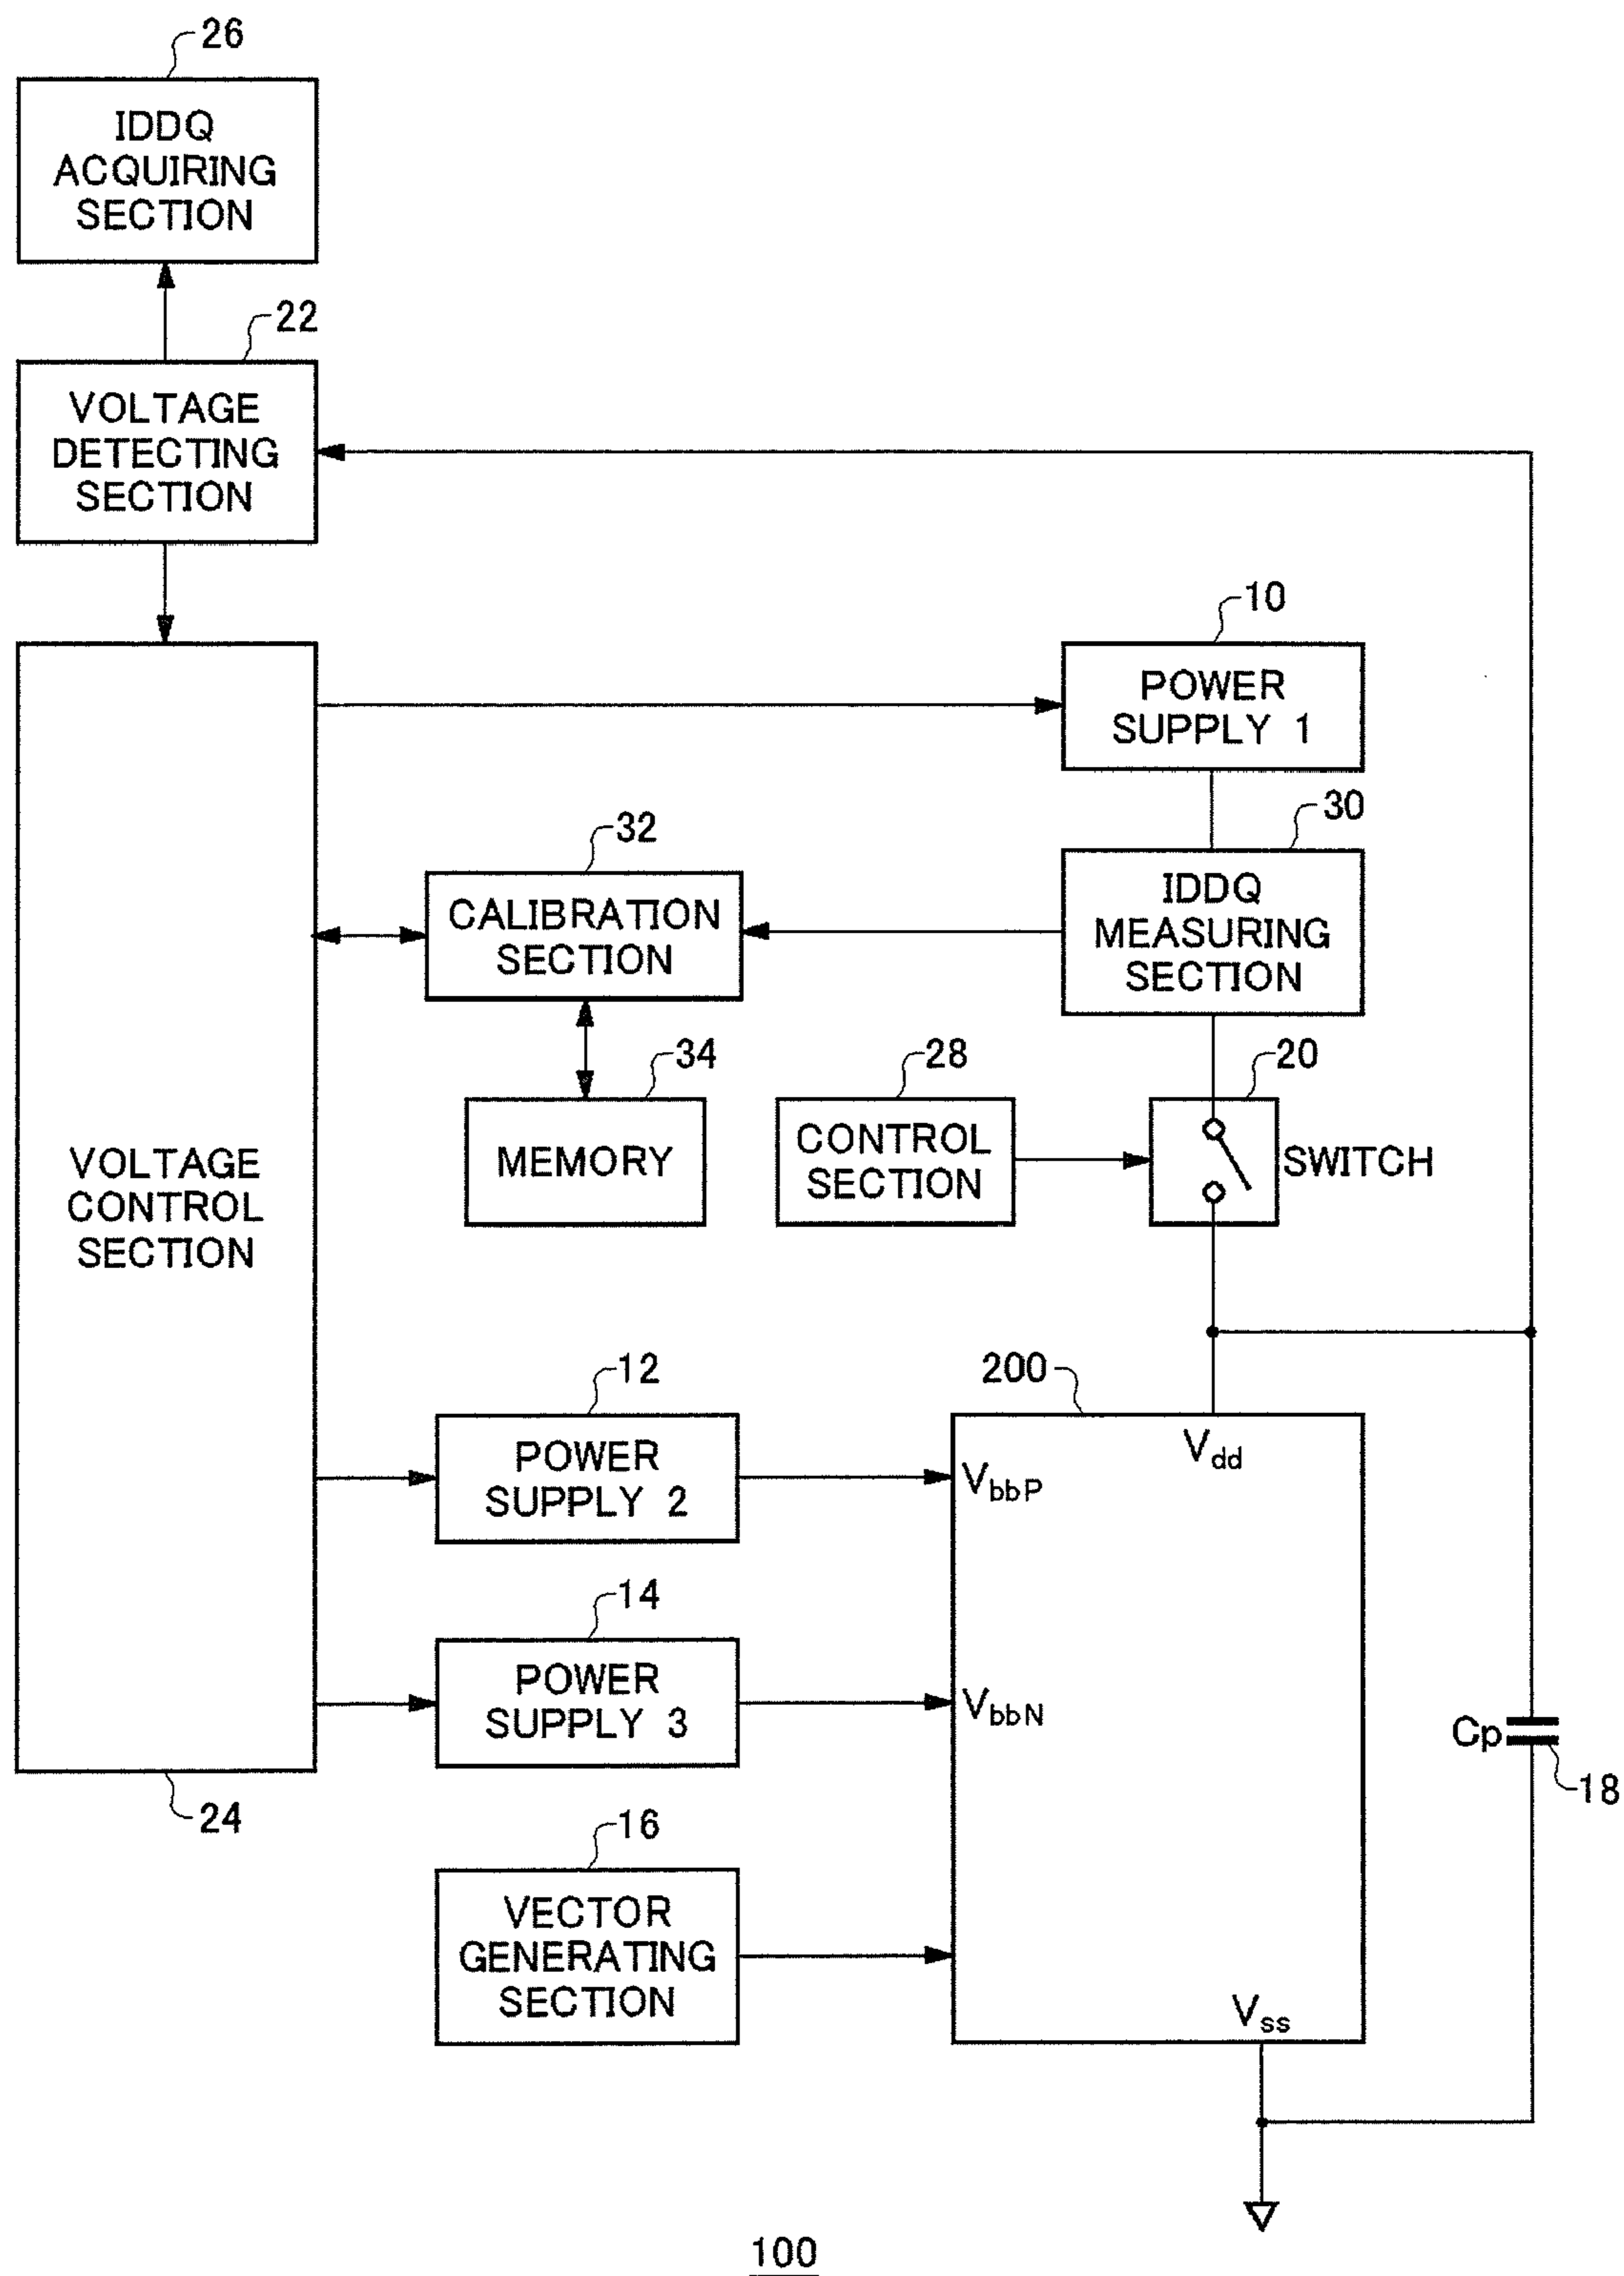 26
IDDQ
ACQUIRING
SECTION
22
VOLTAGE
DETECTING
SECTION
10
POWER
SUPPLY 1
30
IDDQ
MEASURING
SECTION
32
CALIBRATION
SECTION
34
MEMORY
28
CONTROL
SECTION
20
SWITCH
VOLTAGE
CONTROL
SECTION
24
12
POWER
SUPPLY 2
200
Vdd
VbbP
14
POWER
SUPPLY 3
VbbN
Cp
18
16
VECTOR
GENERATING
SECTION
Vss
100